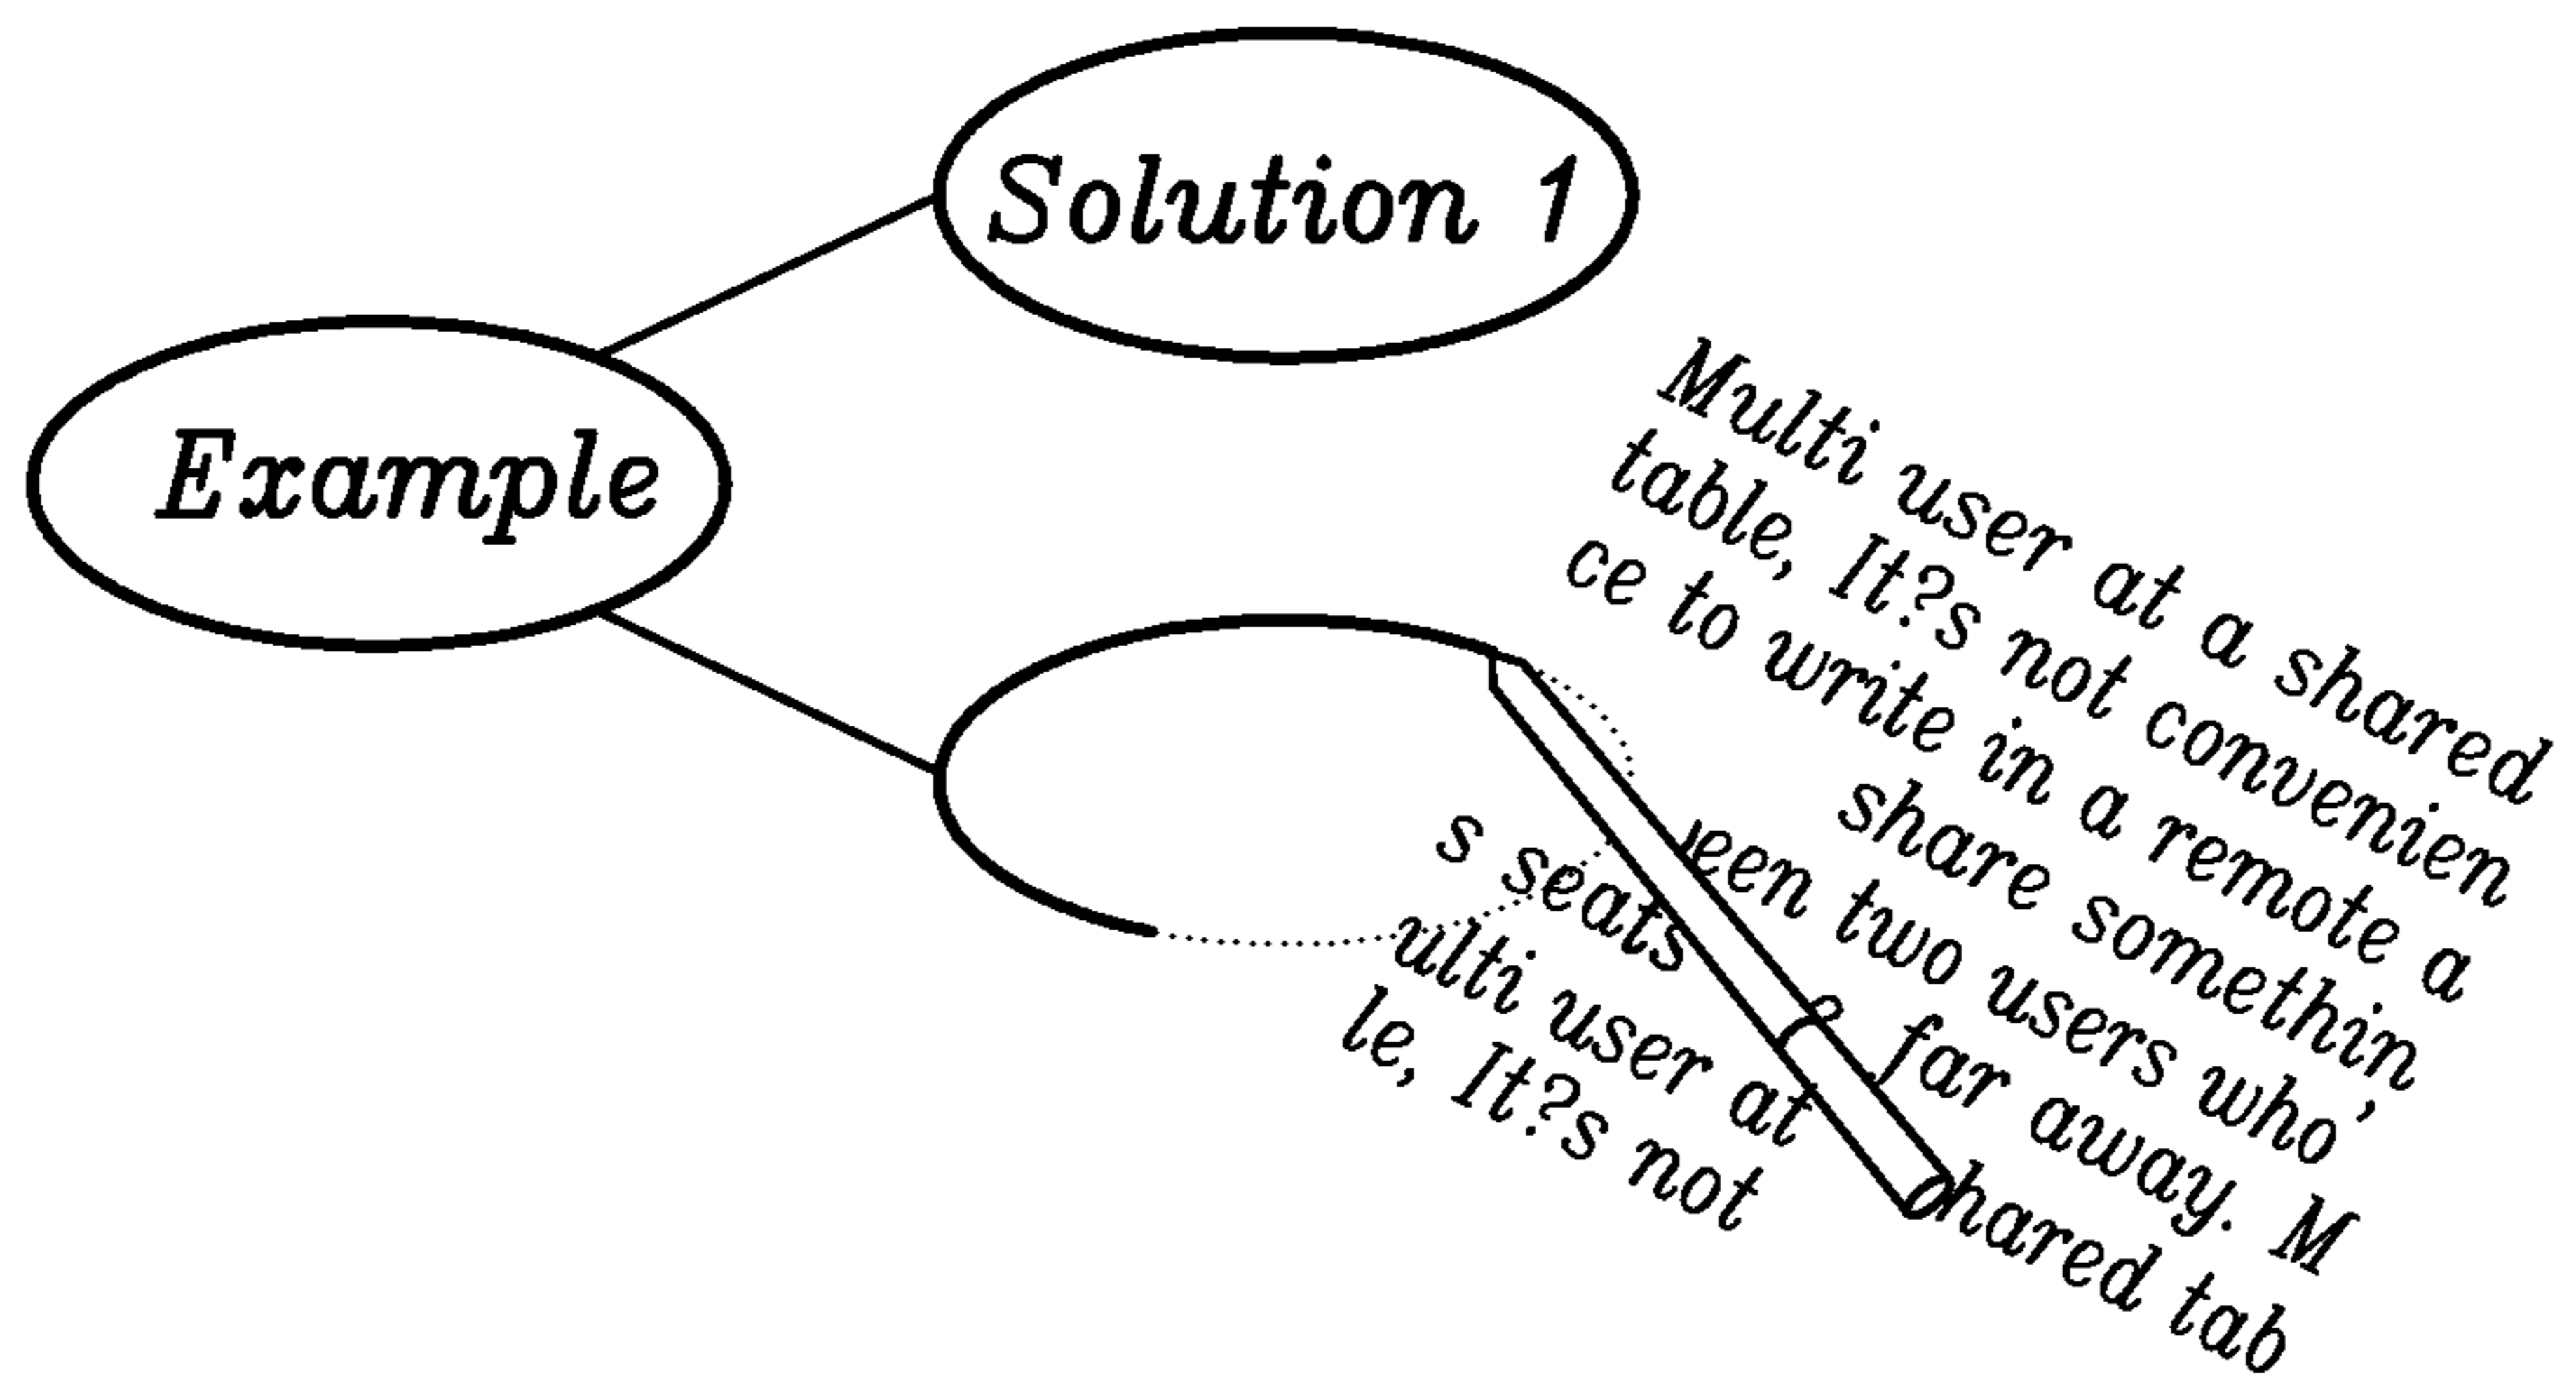 Solution 1
Example
Multi user at a shared
table, It?s not convenien
ce to write in a remote a
share somethin
een two users who'
s seats far away. M
ulti user at hared tab
le, It?s not